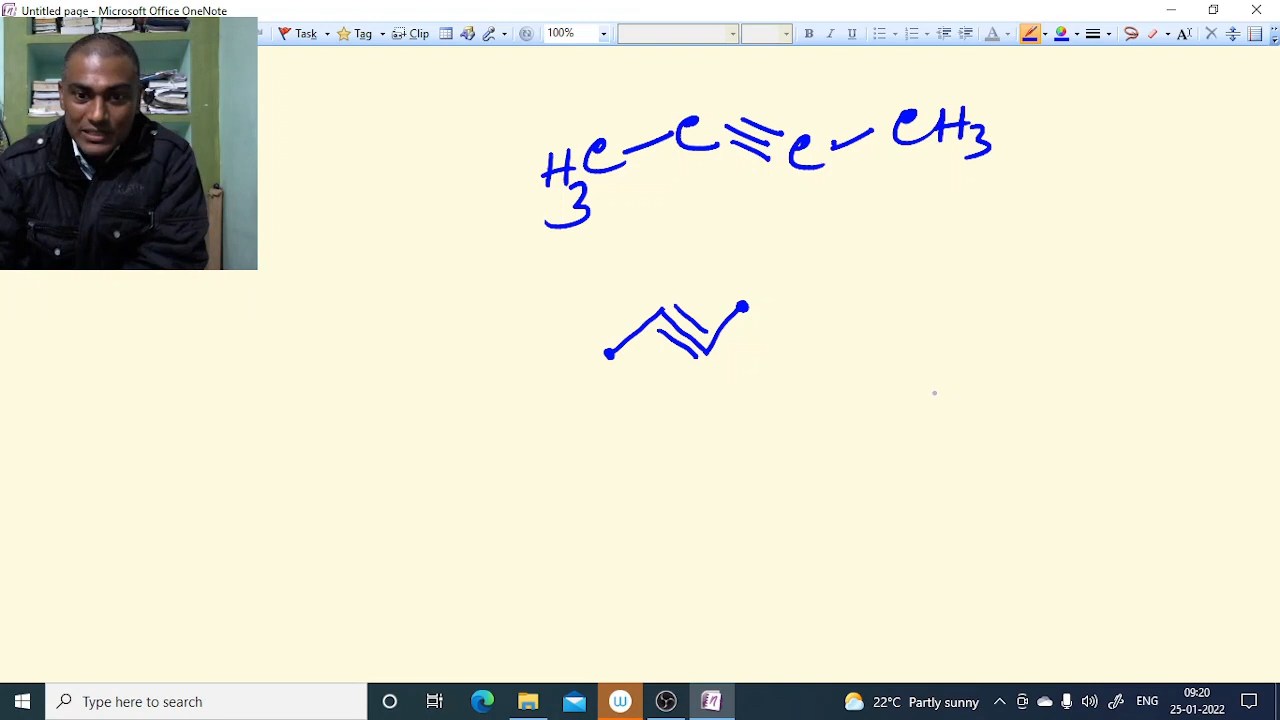 Untitled page - Microsoft Office OneNote
Task Tag Clip 100% B I U
H3C-C≡C-CH3
Type here to search 22°C Partly sunny ENG 09:20
25-01-2022